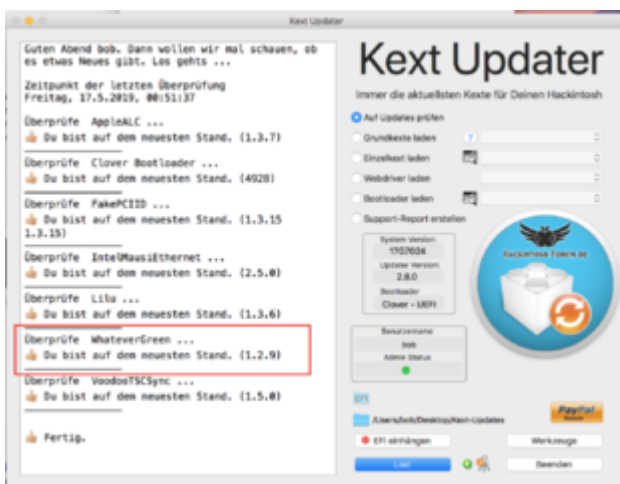 Kext Updater
Guten Abend bob. Dann wollen wir mal schauen, ob
es etwas Neues gibt. Los gehts ...
Zeitpunkt der letzten Überprüfung
Freitag, 17.5.2019, 00:51:37
Überprüfe AppleALC ...
👍 Du bist auf dem neuesten Stand. (1.3.7)
Überprüfe Clover Bootloader ...
👍 Du bist auf dem neuesten Stand. (4920)
Überprüfe FakePCIID ...
👍 Du bist auf dem neuesten Stand. (1.3.15
1.3.15)
Überprüfe IntelMausiEthernet ...
👍 Du bist auf dem neuesten Stand. (2.5.0)
Überprüfe Lilu ...
👍 Du bist auf dem neuesten Stand. (1.3.6)
Überprüfe WhateverGreen ...
👍 Du bist auf dem neuesten Stand. (1.2.9)
Überprüfe VoodooTSCSync ...
👍 Du bist auf dem neuesten Stand. (1.5.0)
👍 Fertig.
Kext Updater
Immer die aktuellsten Kexte für Deinen Hackintosh
Auf Updates prüfen
Grundkexte laden ?
Einzelkext laden
Webdriver laden
Bootloader laden
Support-Report erstellen
System Version:
Updater Version:
2.8.0
Bootloader
Clover - UEFI
Hackintosh-Forum.de
Benutzername
bob
Admin Status
EFI
/Users/bob/Desktop/Kext-Updates
PayPal
EFI einhängen
Werkzeuge
Los!
Beenden